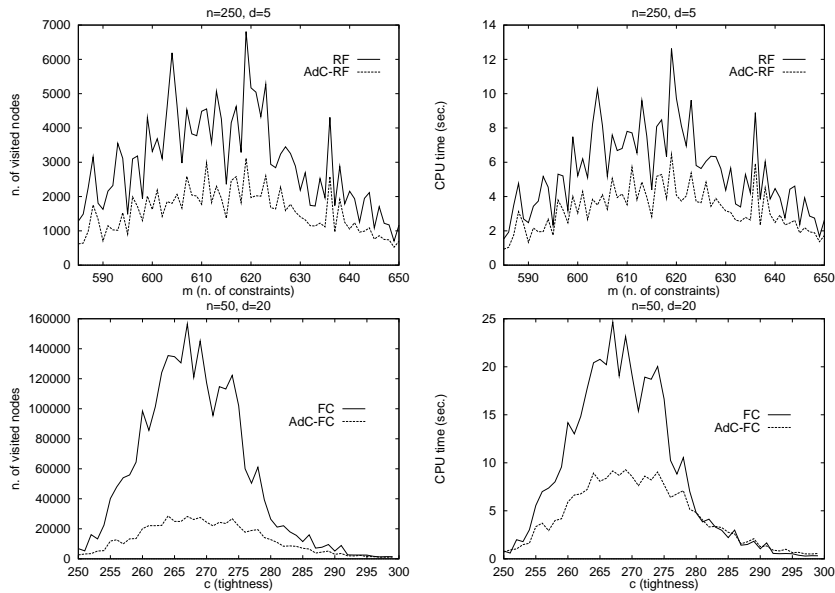 n=250, d=5
7000
6000
5000
4000
3000
2000
1000
0
n. of visited nodes
RF
AdC-RF
590 600 610 620 630 640 650
m (n. of constraints)
n=250, d=5
14
12
10
8
6
4
2
0
CPU time (sec.)
RF
AdC-RF
590 600 610 620 630 640 650
m (n. of constraints)
n=50, d=20
160000
140000
120000
100000
80000
60000
40000
20000
0
n. of visited nodes
FC
AdC-FC
250 255 260 265 270 275 280 285 290 295 300
c (tightness)
n=50, d=20
25
20
15
10
5
0
CPU time (sec.)
FC
AdC-FC
250 255 260 265 270 275 280 285 290 295 300
c (tightness)